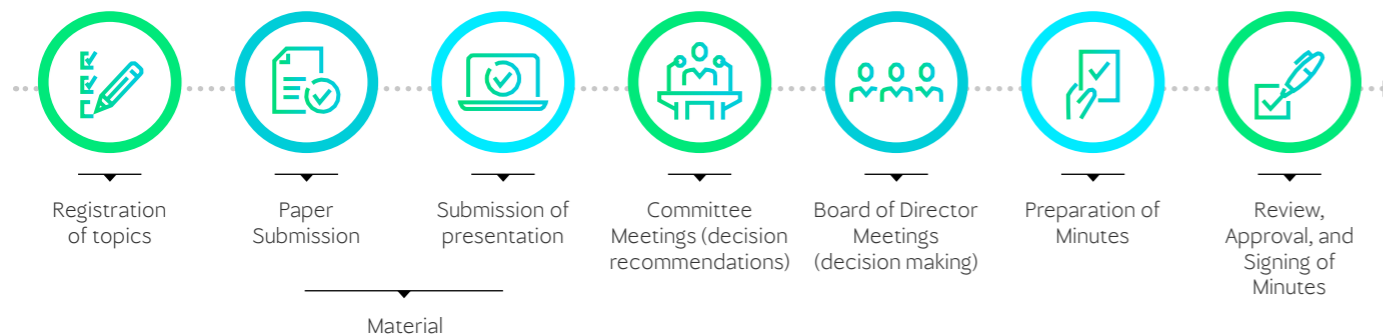 Registration
of topics
Paper
Submission
Submission of
presentation
Committee
Meetings (decision
recommendations)
Board of Director
Meetings
(decision making)
Preparation of
Minutes
Review,
Approval, and
Signing of
Minutes
Material